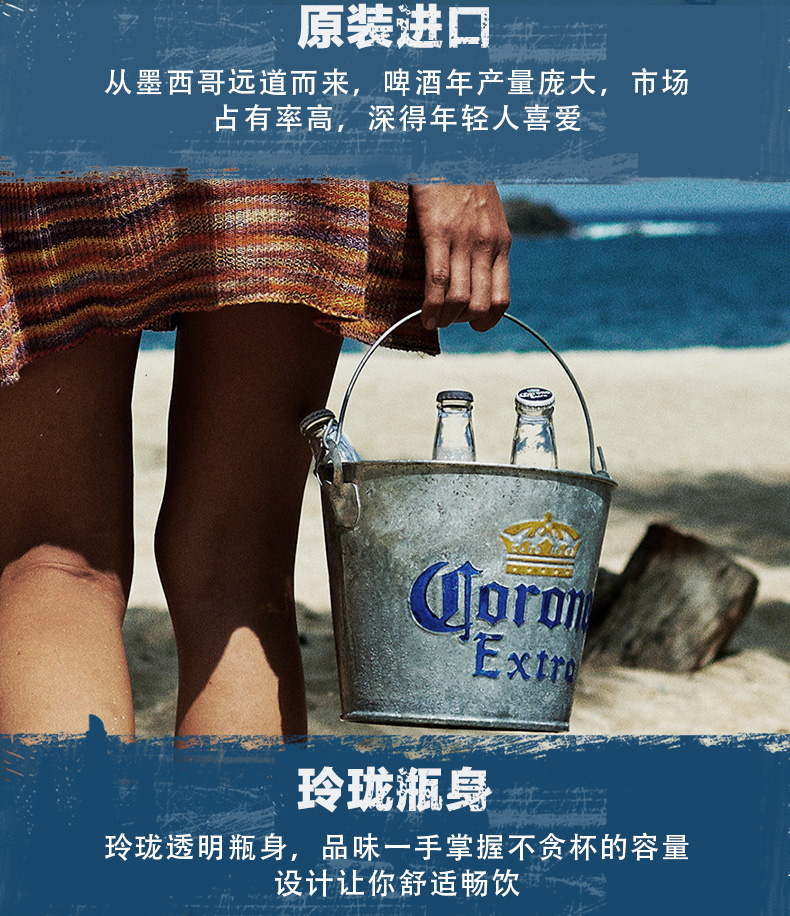 原装进口
从墨西哥远道而来，啤酒年产量庞大，市场
占有率高，深得年轻人喜爱
Corona
Extra
玲珑瓶身
玲珑透明瓶身，品味一手掌握不贪杯的容量
设计让你舒适畅饮